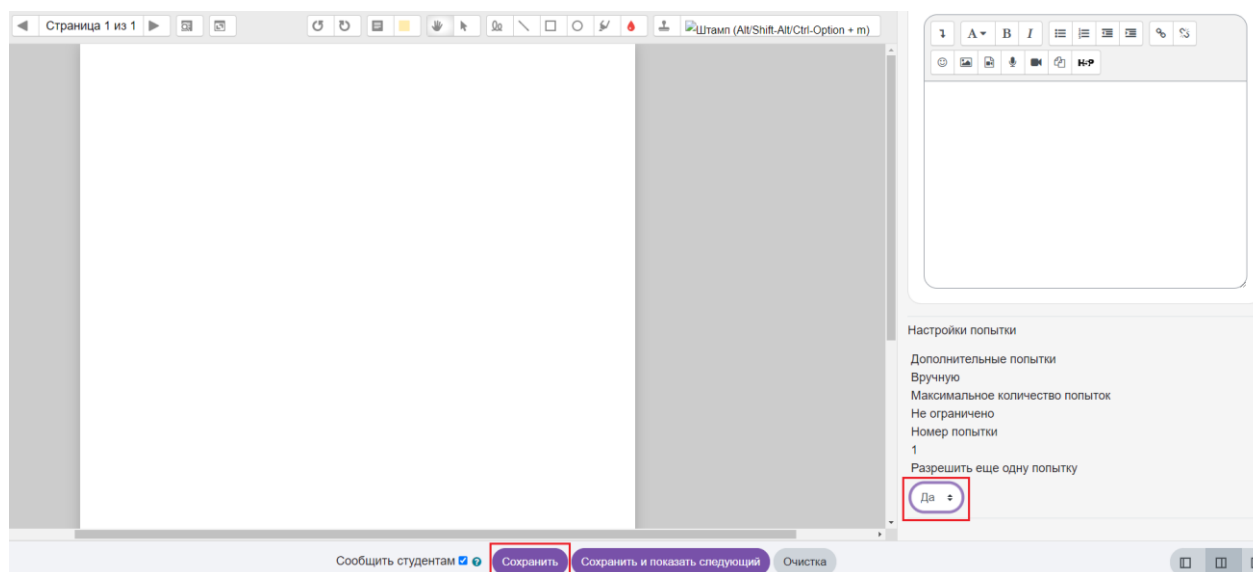 Страница 1 из 1
Штамп (Alt/Shift-Alt/Ctrl-Option + m)
A B I
H-P
Настройки попытки
Дополнительные попытки
Вручную
Максимальное количество попыток
Не ограничено
Номер попытки
1
Разрешить еще одну попытку
Да
Сообщить студентам Сохранить Сохранить и показать следующий Очистка